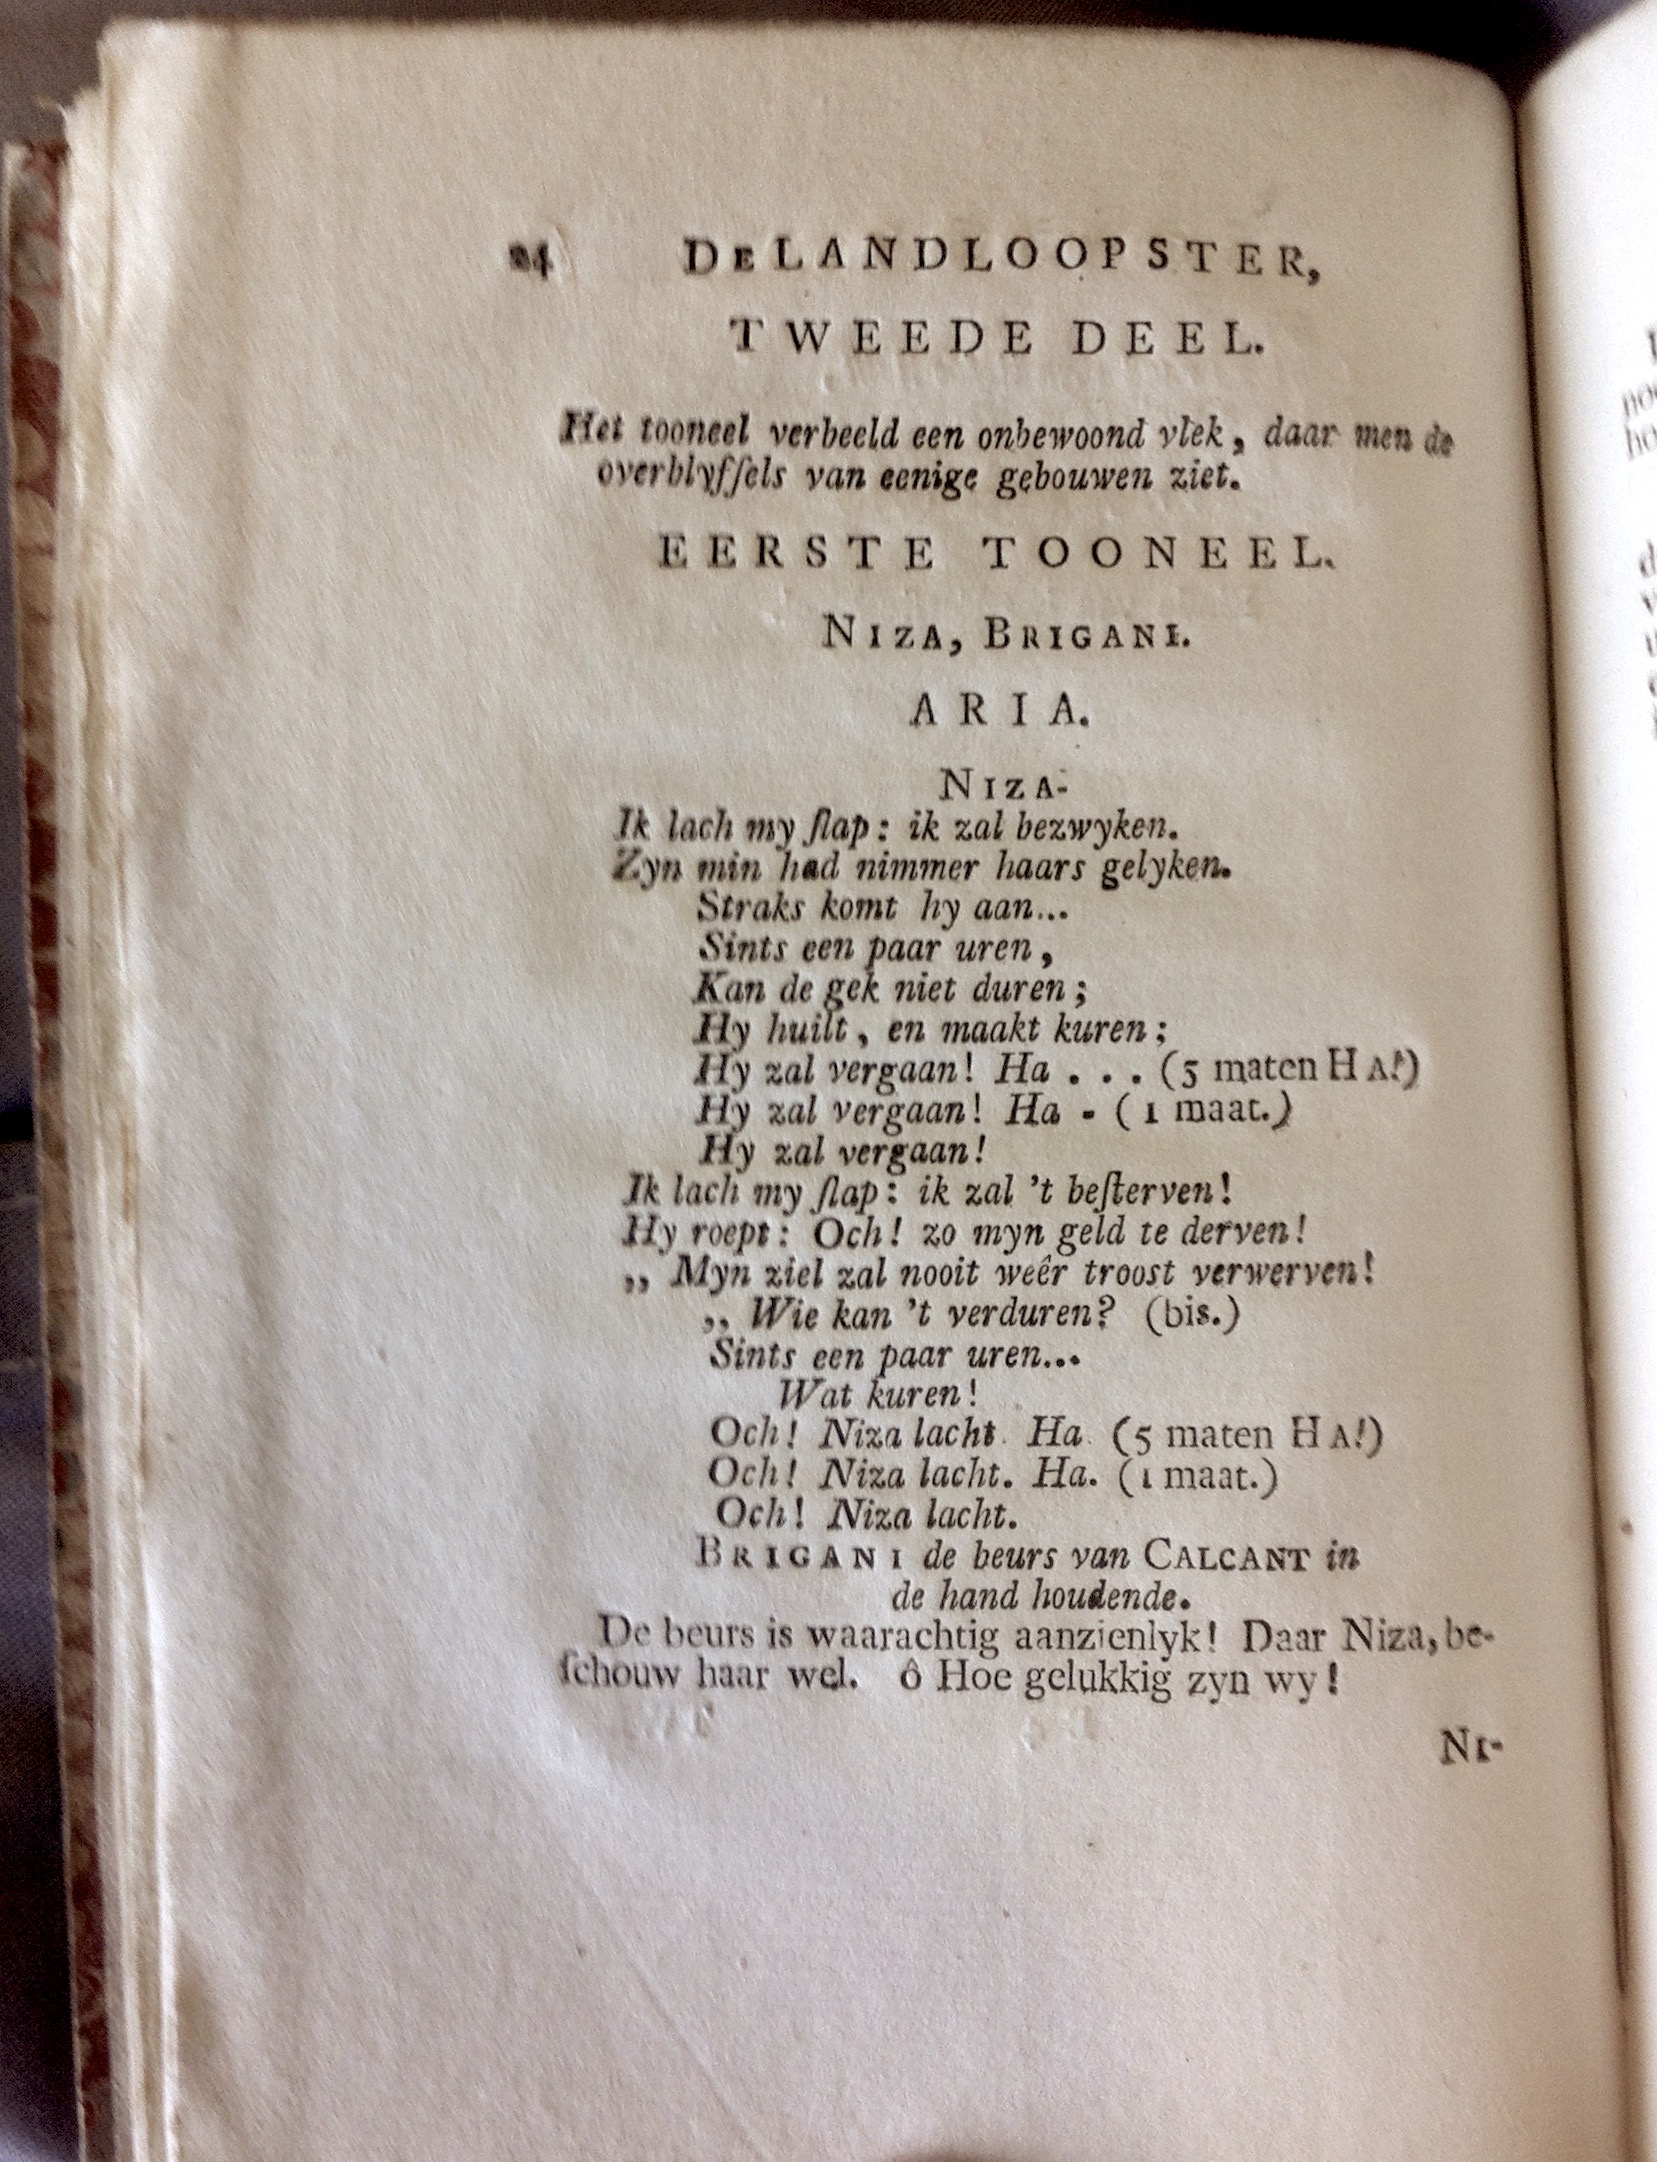 24 DE LANDLOOPSTER,
TWEEDE DEEL.
Het tooneel verbeeld een onbewoond vlek, daar men de
overblyfſels van eenige gebouwen ziet.
EERSTE TOONEEL.
NIZA, BRIGANI.
ARIA.
NIZA-
Ik lach my ſlap: ik zal bezwyken.
Zyn min had nimmer haars gelyken.
Straks komt hy aan...
Sints een paar uren,
Kan de gek niet duren;
Hy huilt, en maakt kuren;
Hy zal vergaan! Ha . . . (5 maten HA!)
Hy zal vergaan! Ha - (1 maat.)
Hy zal vergaan!
Ik lach my ſlap: ik zal 't beſterven!
Hy roept: Och! zo myn geld te derven!
,, Myn ziel zal nooit weêr troost verwerven!
,, Wie kan 't verduren? (bis.)
Sints een paar uren...
Wat kuren!
Och! Niza lacht. Ha. (5 maten HA!)
Och! Niza lacht. Ha. (1 maat.)
Och! Niza lacht.
BRIGANI de beurs van CALCANT in
de hand houdende.
De beurs is waarachtig aanzienlyk! Daar Niza, be-
ſchouw haar wel. ô Hoe gelukkig zyn wy!
NI-